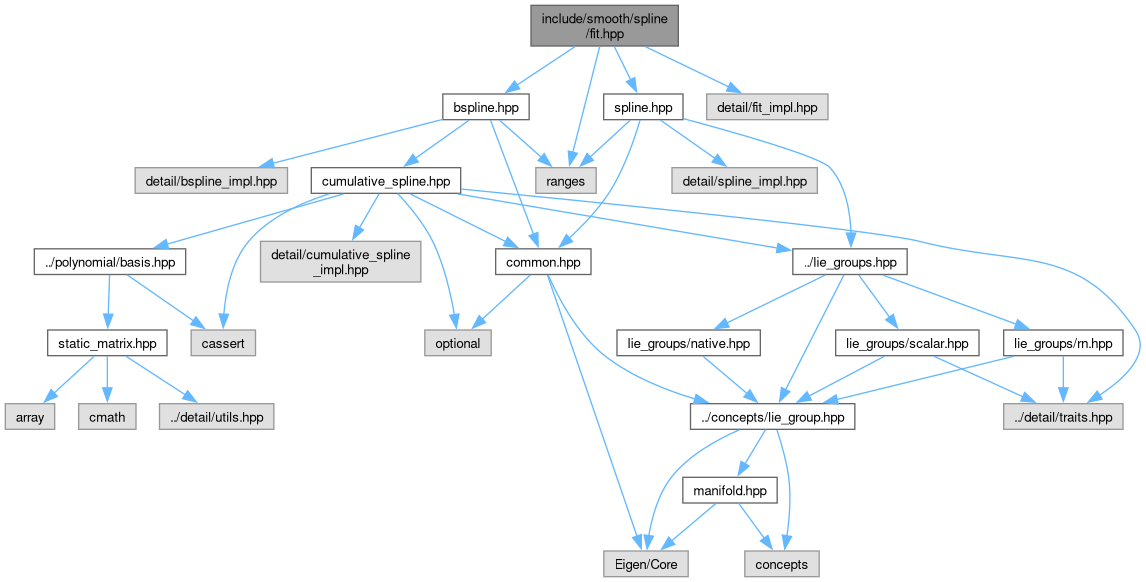 include/smooth/spline
/fit.hpp
bspline.hpp
spline.hpp
detail/fit_impl.hpp
detail/bspline_impl.hpp
cumulative_spline.hpp
ranges
detail/spline_impl.hpp
../polynomial/basis.hpp
detail/cumulative_spline
_impl.hpp
common.hpp
../lie_groups.hpp
static_matrix.hpp
cassert
optional
lie_groups/native.hpp
lie_groups/scalar.hpp
lie_groups/rn.hpp
array
cmath
../detail/utils.hpp
../concepts/lie_group.hpp
../detail/traits.hpp
manifold.hpp
Eigen/Core
concepts